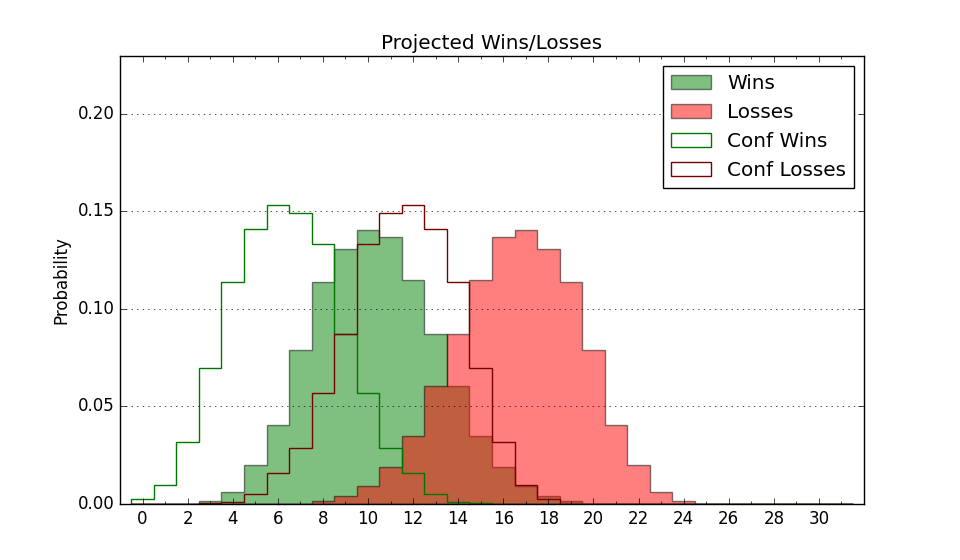 Projected Wins/Losses
Wins
Losses
Conf Wins
Conf Losses
Probability
0.20
0.15
0.10
0.05
0.00
0 2 4 6 8 10 12 14 16 18 20 22 24 26 28 30